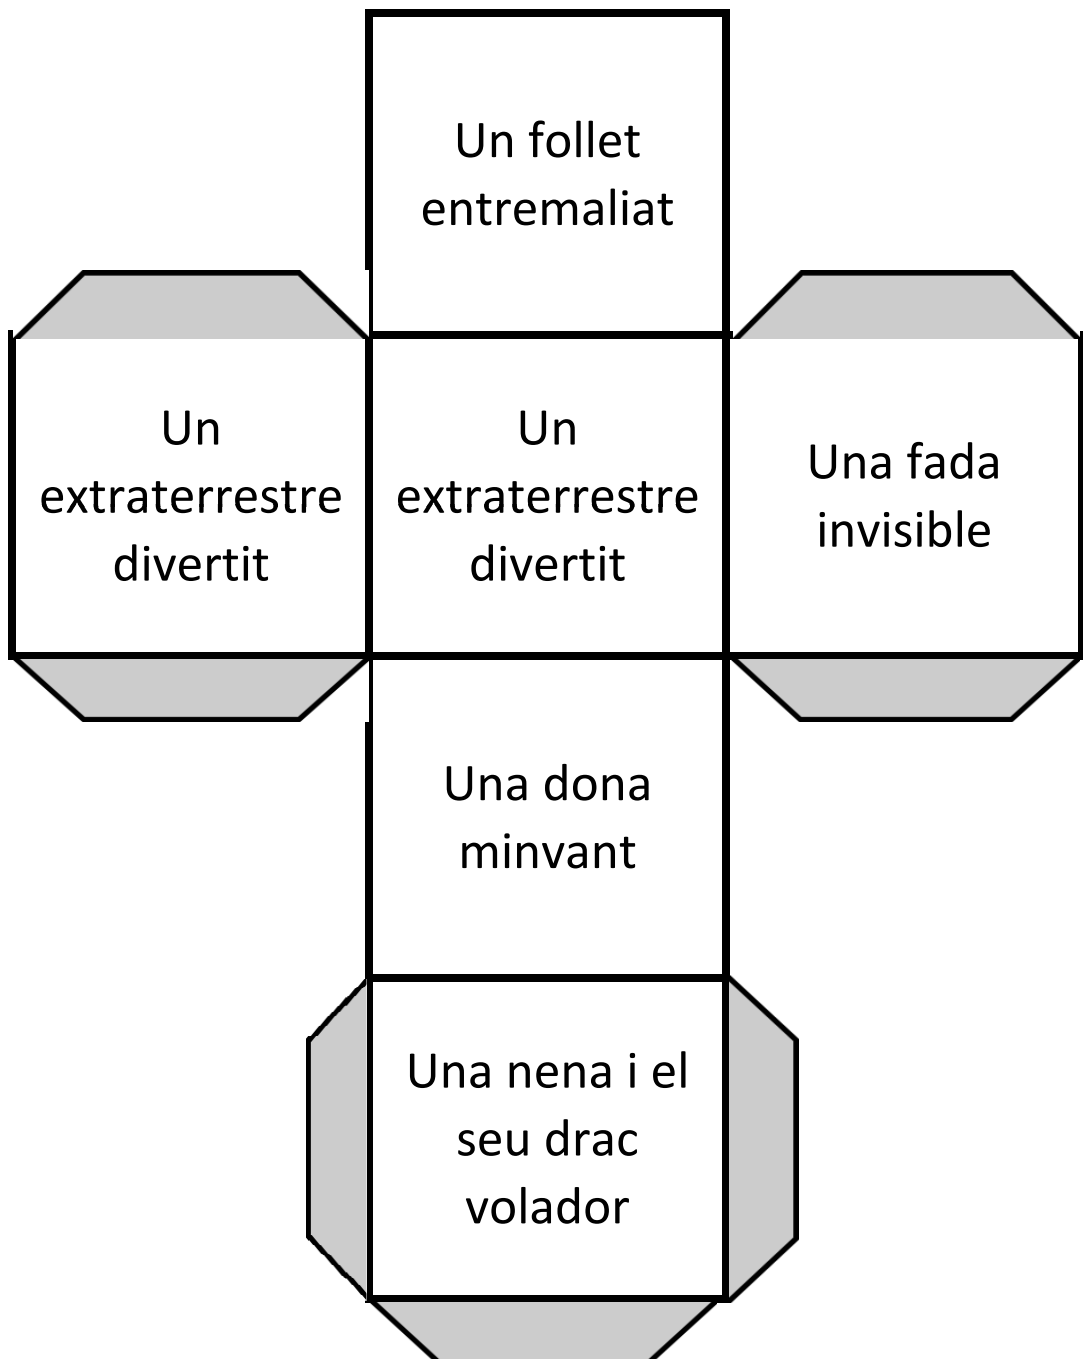 Un follet
entremaliat
Un
extraterrestre
divertit
Un
extraterrestre
divertit
Una fada
invisible
Una dona
minvant
Una nena i el
seu drac
volador